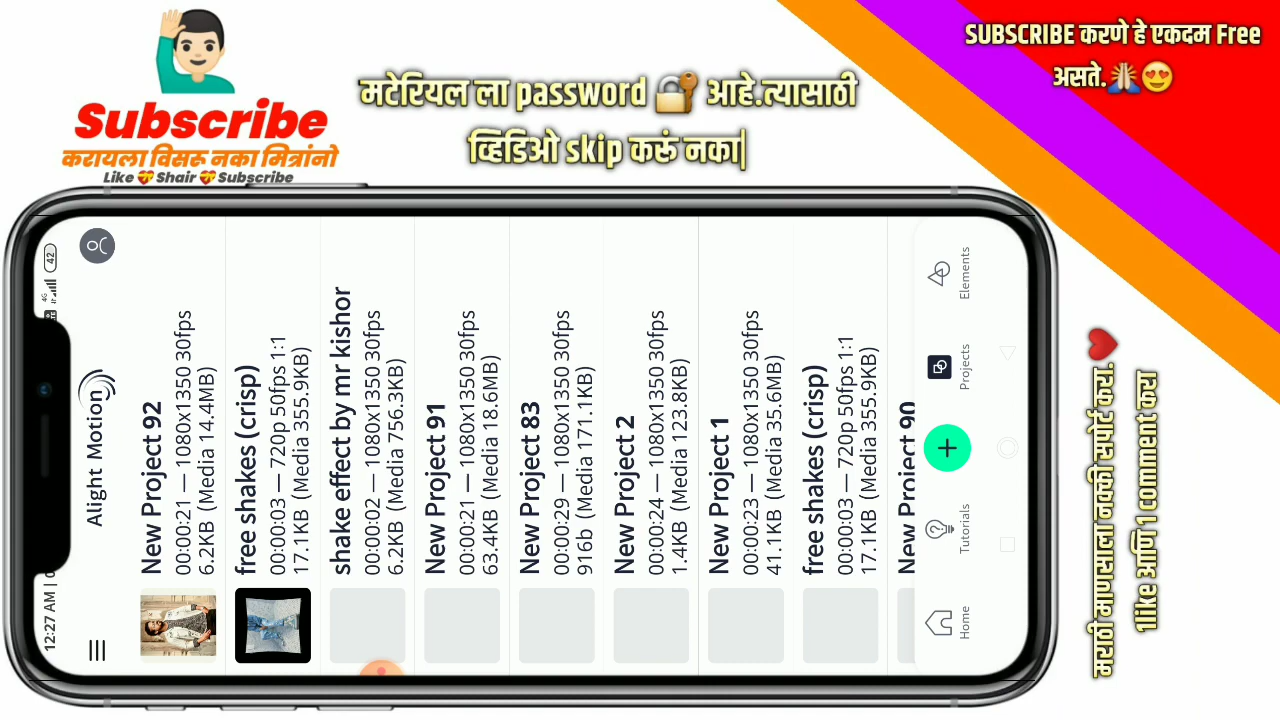 Subscribe
करायला विसरू नका मित्रांनो
Like 💝 Shair 💝 Subscribe
मटेरियल ला password 🔐 आहे.त्यासाठी
व्हिडिओ skip करूं नका|
SUBSCRIBE करणे हे एकदम Free
असते.🙏🏻😍
12:27 AM
4G
42
Alight Motion
New Project 92
00:00:21 — 1080x1350 30fps
6.2KB (Media 14.4MB)
free shakes (crisp)
00:00:03 — 720p 50fps 1:1
17.1KB (Media 355.9KB)
shake effect by mr kishor
00:00:02 — 1080x1350 30fps
6.2KB (Media 756.3KB)
New Project 91
00:00:21 — 1080x1350 30fps
63.4KB (Media 18.6MB)
New Project 83
00:00:29 — 1080x1350 30fps
916b (Media 171.1KB)
New Project 2
00:00:24 — 1080x1350 30fps
1.4KB (Media 123.8KB)
New Project 1
00:00:23 — 1080x1350 30fps
41.1KB (Media 35.6MB)
free shakes (crisp)
00:00:03 — 720p 50fps 1:1
17.1KB (Media 355.9KB)
New Project 90
Home
Tutorials
Projects
Elements
मराठी माणसाला नक्की सपोर्ट करा.❤️
1like आणि 1 comment करा